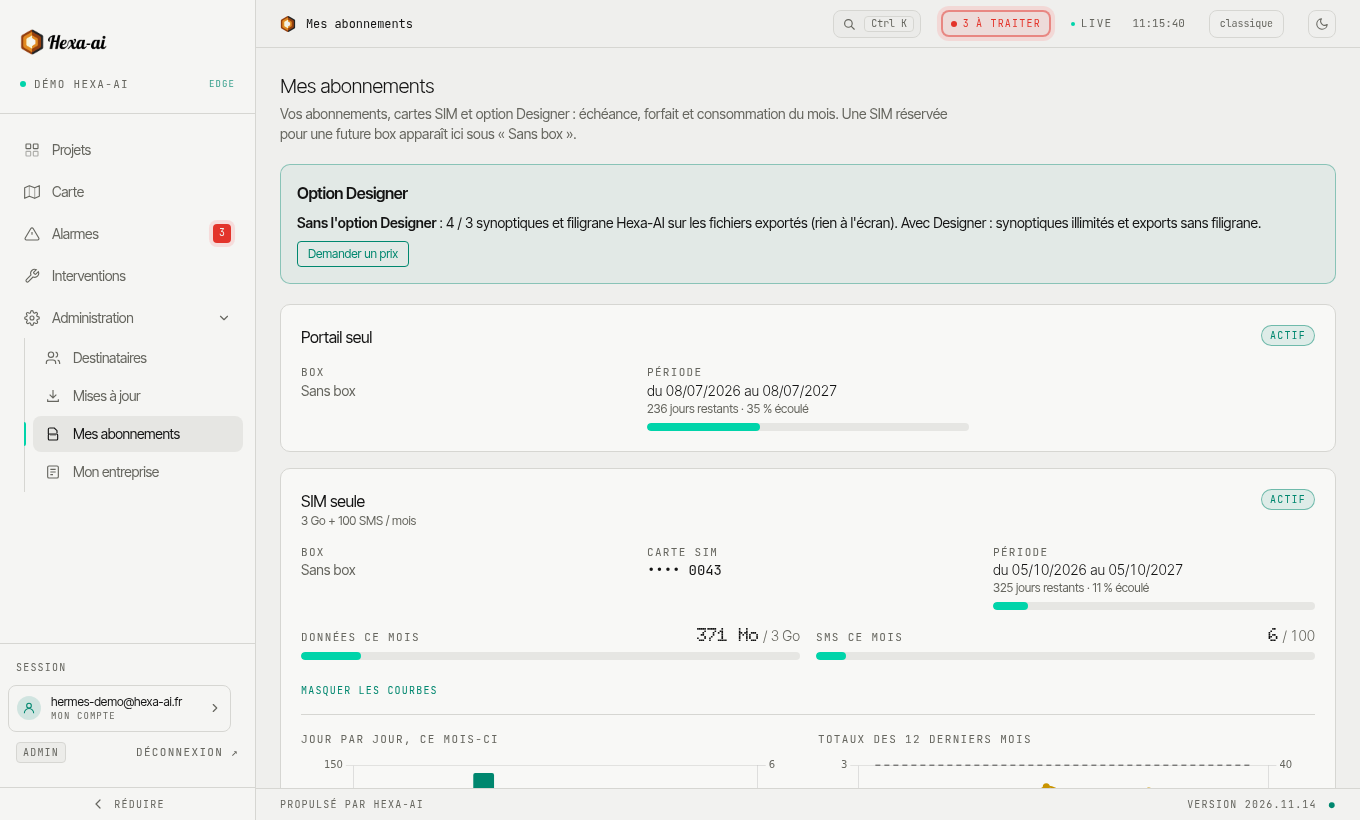 Hexa-ai
DÉMO HEXA-AI
EDGE
Projets
Carte
Alarmes
3
Interventions
Administration
Destinataires
Mises à jour
Mes abonnements
Mon entreprise
SESSION
hermes-demo@hexa-ai.fr
MON COMPTE
ADMIN
DÉCONNEXION ↗
RÉDUIRE
Mes abonnements
Ctrl K
3 À TRAITER
LIVE
11:15:40
classique
Mes abonnements
Vos abonnements, cartes SIM et option Designer : échéance, forfait et consommation du mois. Une SIM réservée
pour une future box apparaît ici sous « Sans box ».
Option Designer
Sans l'option Designer : 4 / 3 synoptiques et filigrane Hexa-AI sur les fichiers exportés (rien à l'écran). Avec Designer : synoptiques illimités et exports sans filigrane.
Demander un prix
Portail seul
ACTIF
BOX
PÉRIODE
Sans box
du 08/07/2026 au 08/07/2027
236 jours restants · 35 % écoulé
SIM seule
ACTIF
3 Go + 100 SMS / mois
BOX
CARTE SIM
PÉRIODE
Sans box
•••• 0043
du 05/10/2026 au 05/10/2027
325 jours restants · 11 % écoulé
DONNÉES CE MOIS
371 Mo / 3 Go
SMS CE MOIS
6 / 100
MASQUER LES COURBES
JOUR PAR JOUR, CE MOIS-CI
TOTAUX DES 12 DERNIERS MOIS
150
6
3
40
PROPULSÉ PAR HEXA-AI
VERSION 2026.11.14